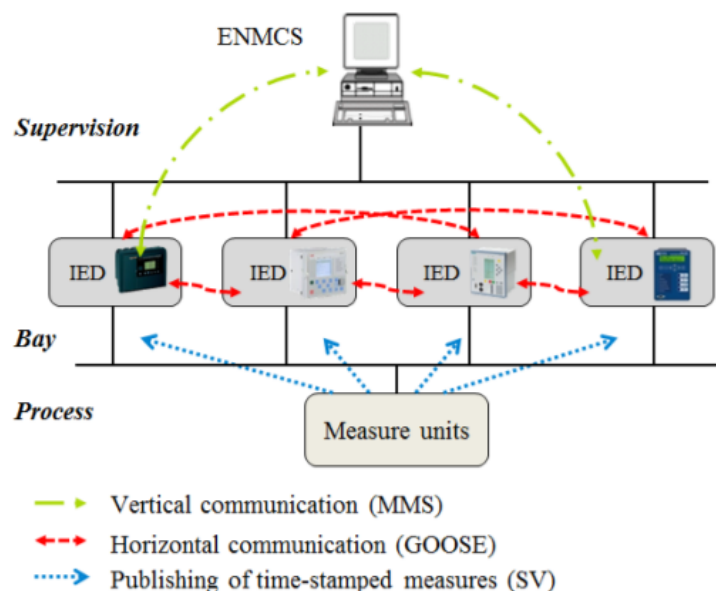 ENMCS
Supervision
IED IED IED IED
Bay
Process
Measure units
Vertical communication (MMS)
Horizontal communication (GOOSE)
Publishing of time-stamped measures (SV)